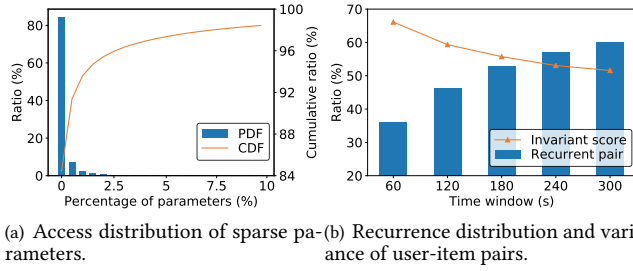 80
60
40
20
0
Ratio (%)
100
96
92
88
84
Cumulative ratio (%)
PDF
CDF
0
2.5
5
7.5
10
Percentage of parameters (%)
70
60
50
40
30
20
Ratio (%)
Invariant score
Recurrent pair
60
120
180
240
300
Time window (s)
(a) Access distribution of sparse pa-
rameters.
(b) Recurrence distribution and vari
ance of user-item pairs.